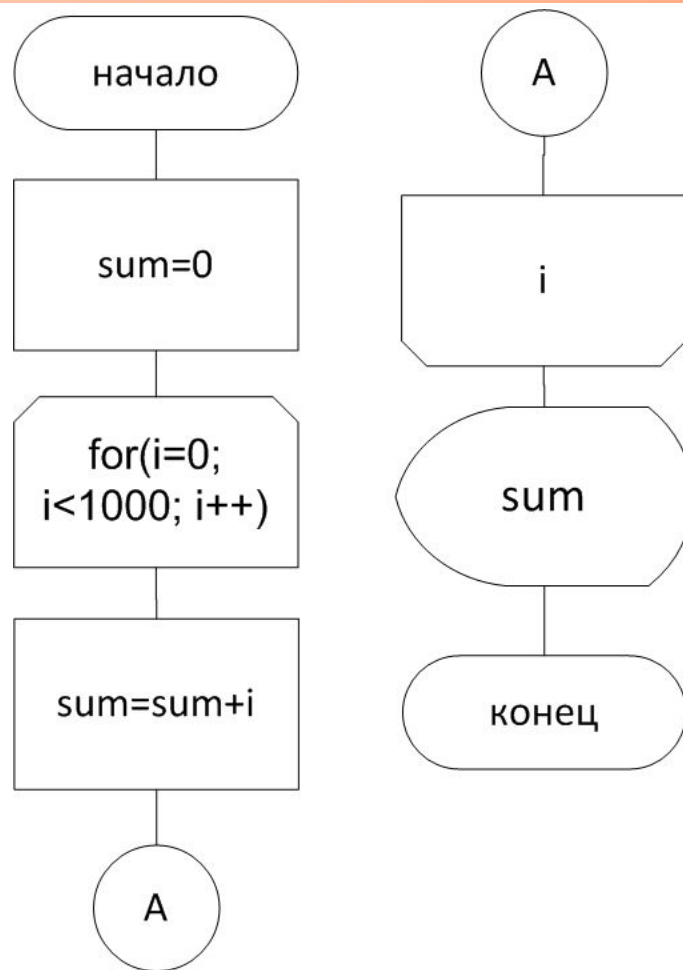 начало
sum=0
for(i=0;
i<1000; i++)
sum=sum+i
А
А
i
sum
конец